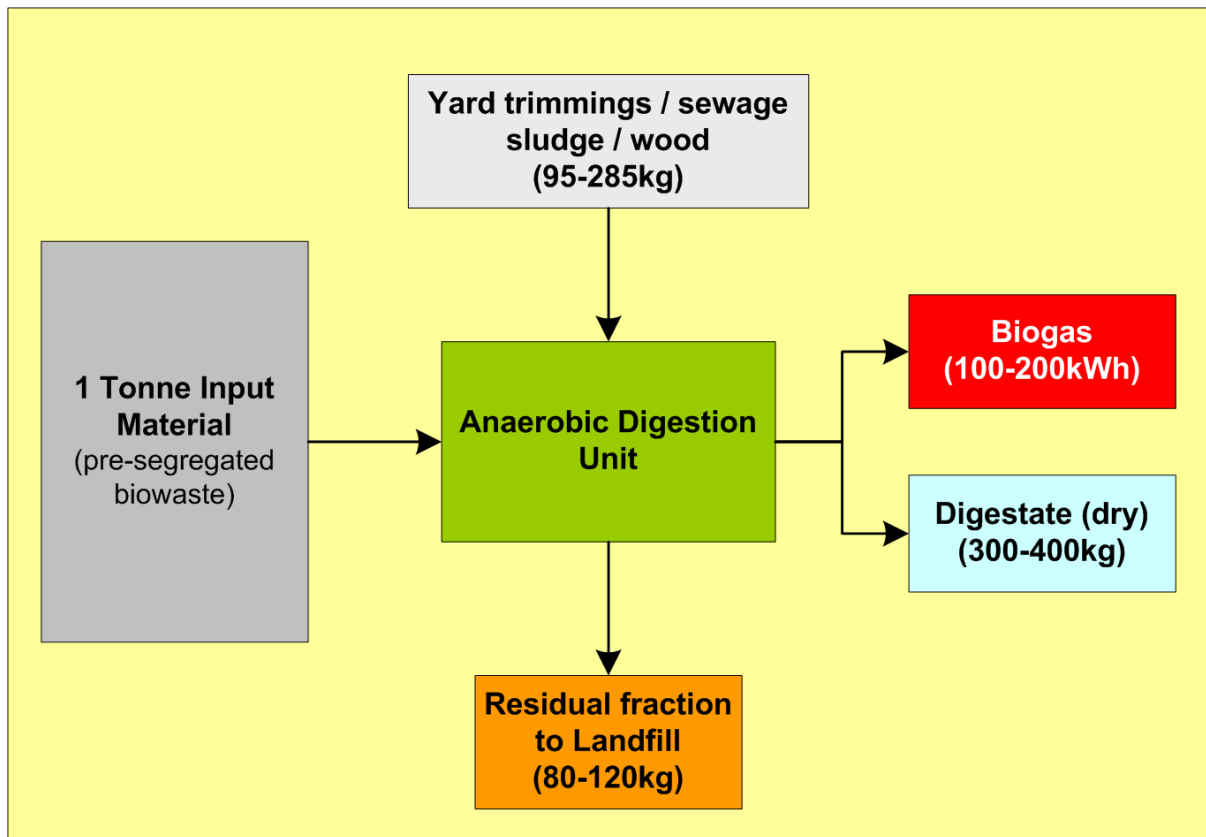 Yard trimmings / sewage
sludge / wood
(95-285kg)
1 Tonne Input
Material
(pre-segregated
biowaste)
Anaerobic Digestion
Unit
Biogas
(100-200kWh)
Digestate (dry)
(300-400kg)
Residual fraction
to Landfill
(80-120kg)